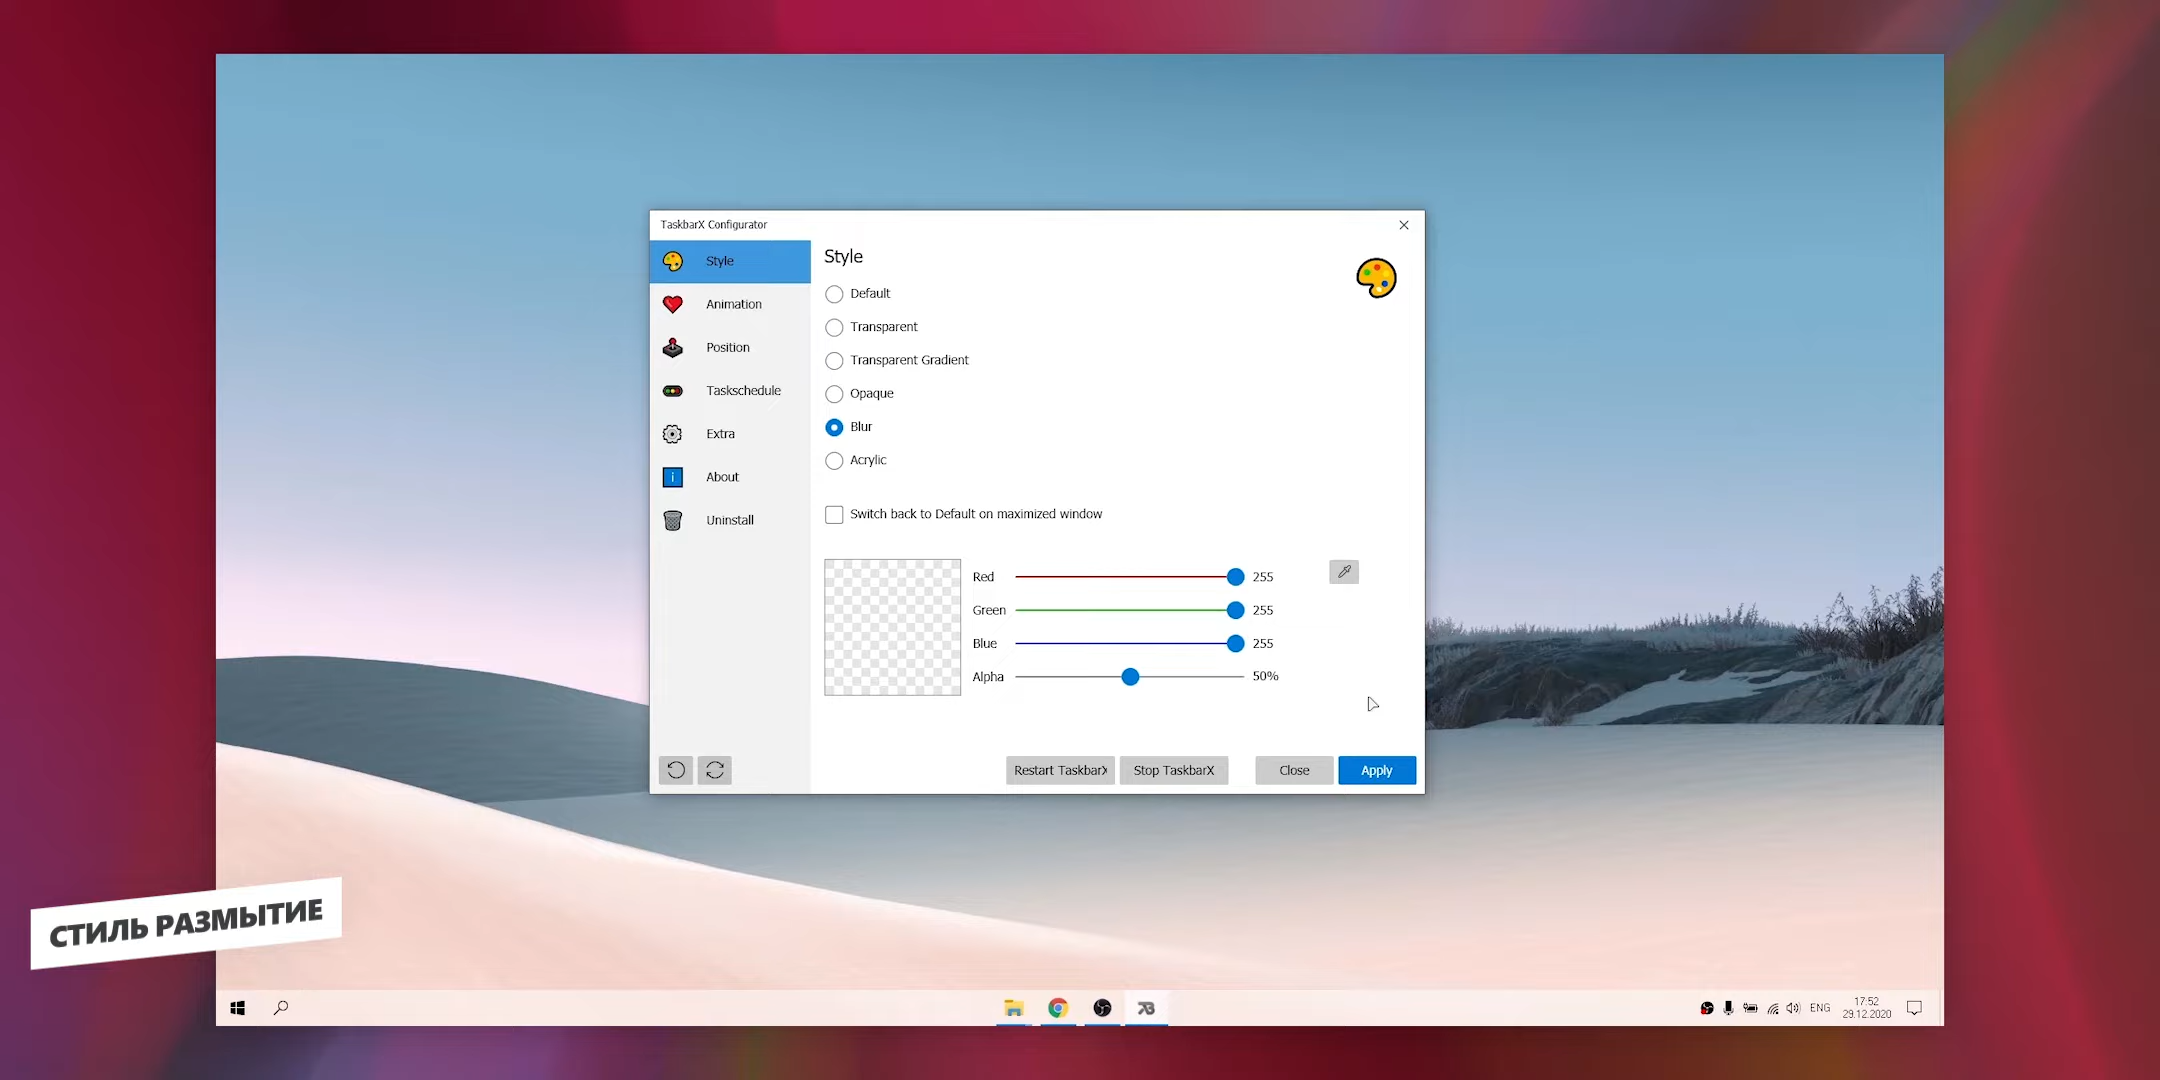 TaskbarX Configurator
Style
Animation
Position
Taskschedule
Extra
About
Uninstall
Style
Default
Transparent
Transparent Gradient
Opaque
Blur
Acrylic
Switch back to Default on maximized window
Red 255
Green 255
Blue 255
Alpha 50%
Restart TaskbarX Stop TaskbarX Close Apply
СТИЛЬ РАЗМЫТИЕ
ENG 17:52
29.12.2020